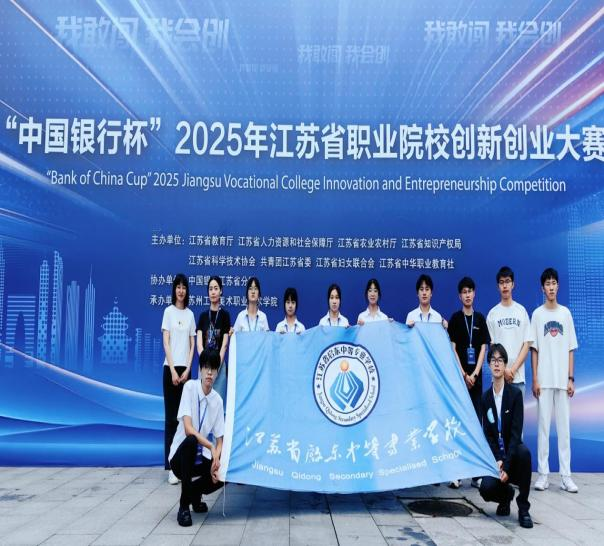 我敢闯 我会创
我敢闯 我会创
我敢闯 我会创
“中国银行杯”2025年江苏省职业院校创新创业大赛
“Bank of China Cup” 2025 Jiangsu Vocational College Innovation and Entrepreneurship Competition
主办单位：江苏省教育厅 江苏省人力资源和社会保障厅 江苏省农业农村厅 江苏省知识产权局
江苏省科学技术协会 共青团江苏省委 江苏省妇女联合会 江苏省中华职业教育社
协办单位：中国银行江苏省分
承办单位：苏州工 技术职业 学院
江苏省启东中等专业学校
Jiangsu Qidong Secondary Specialised School
江苏省启东中等专业学校
Jiangsu Qidong Secondary Specialised School